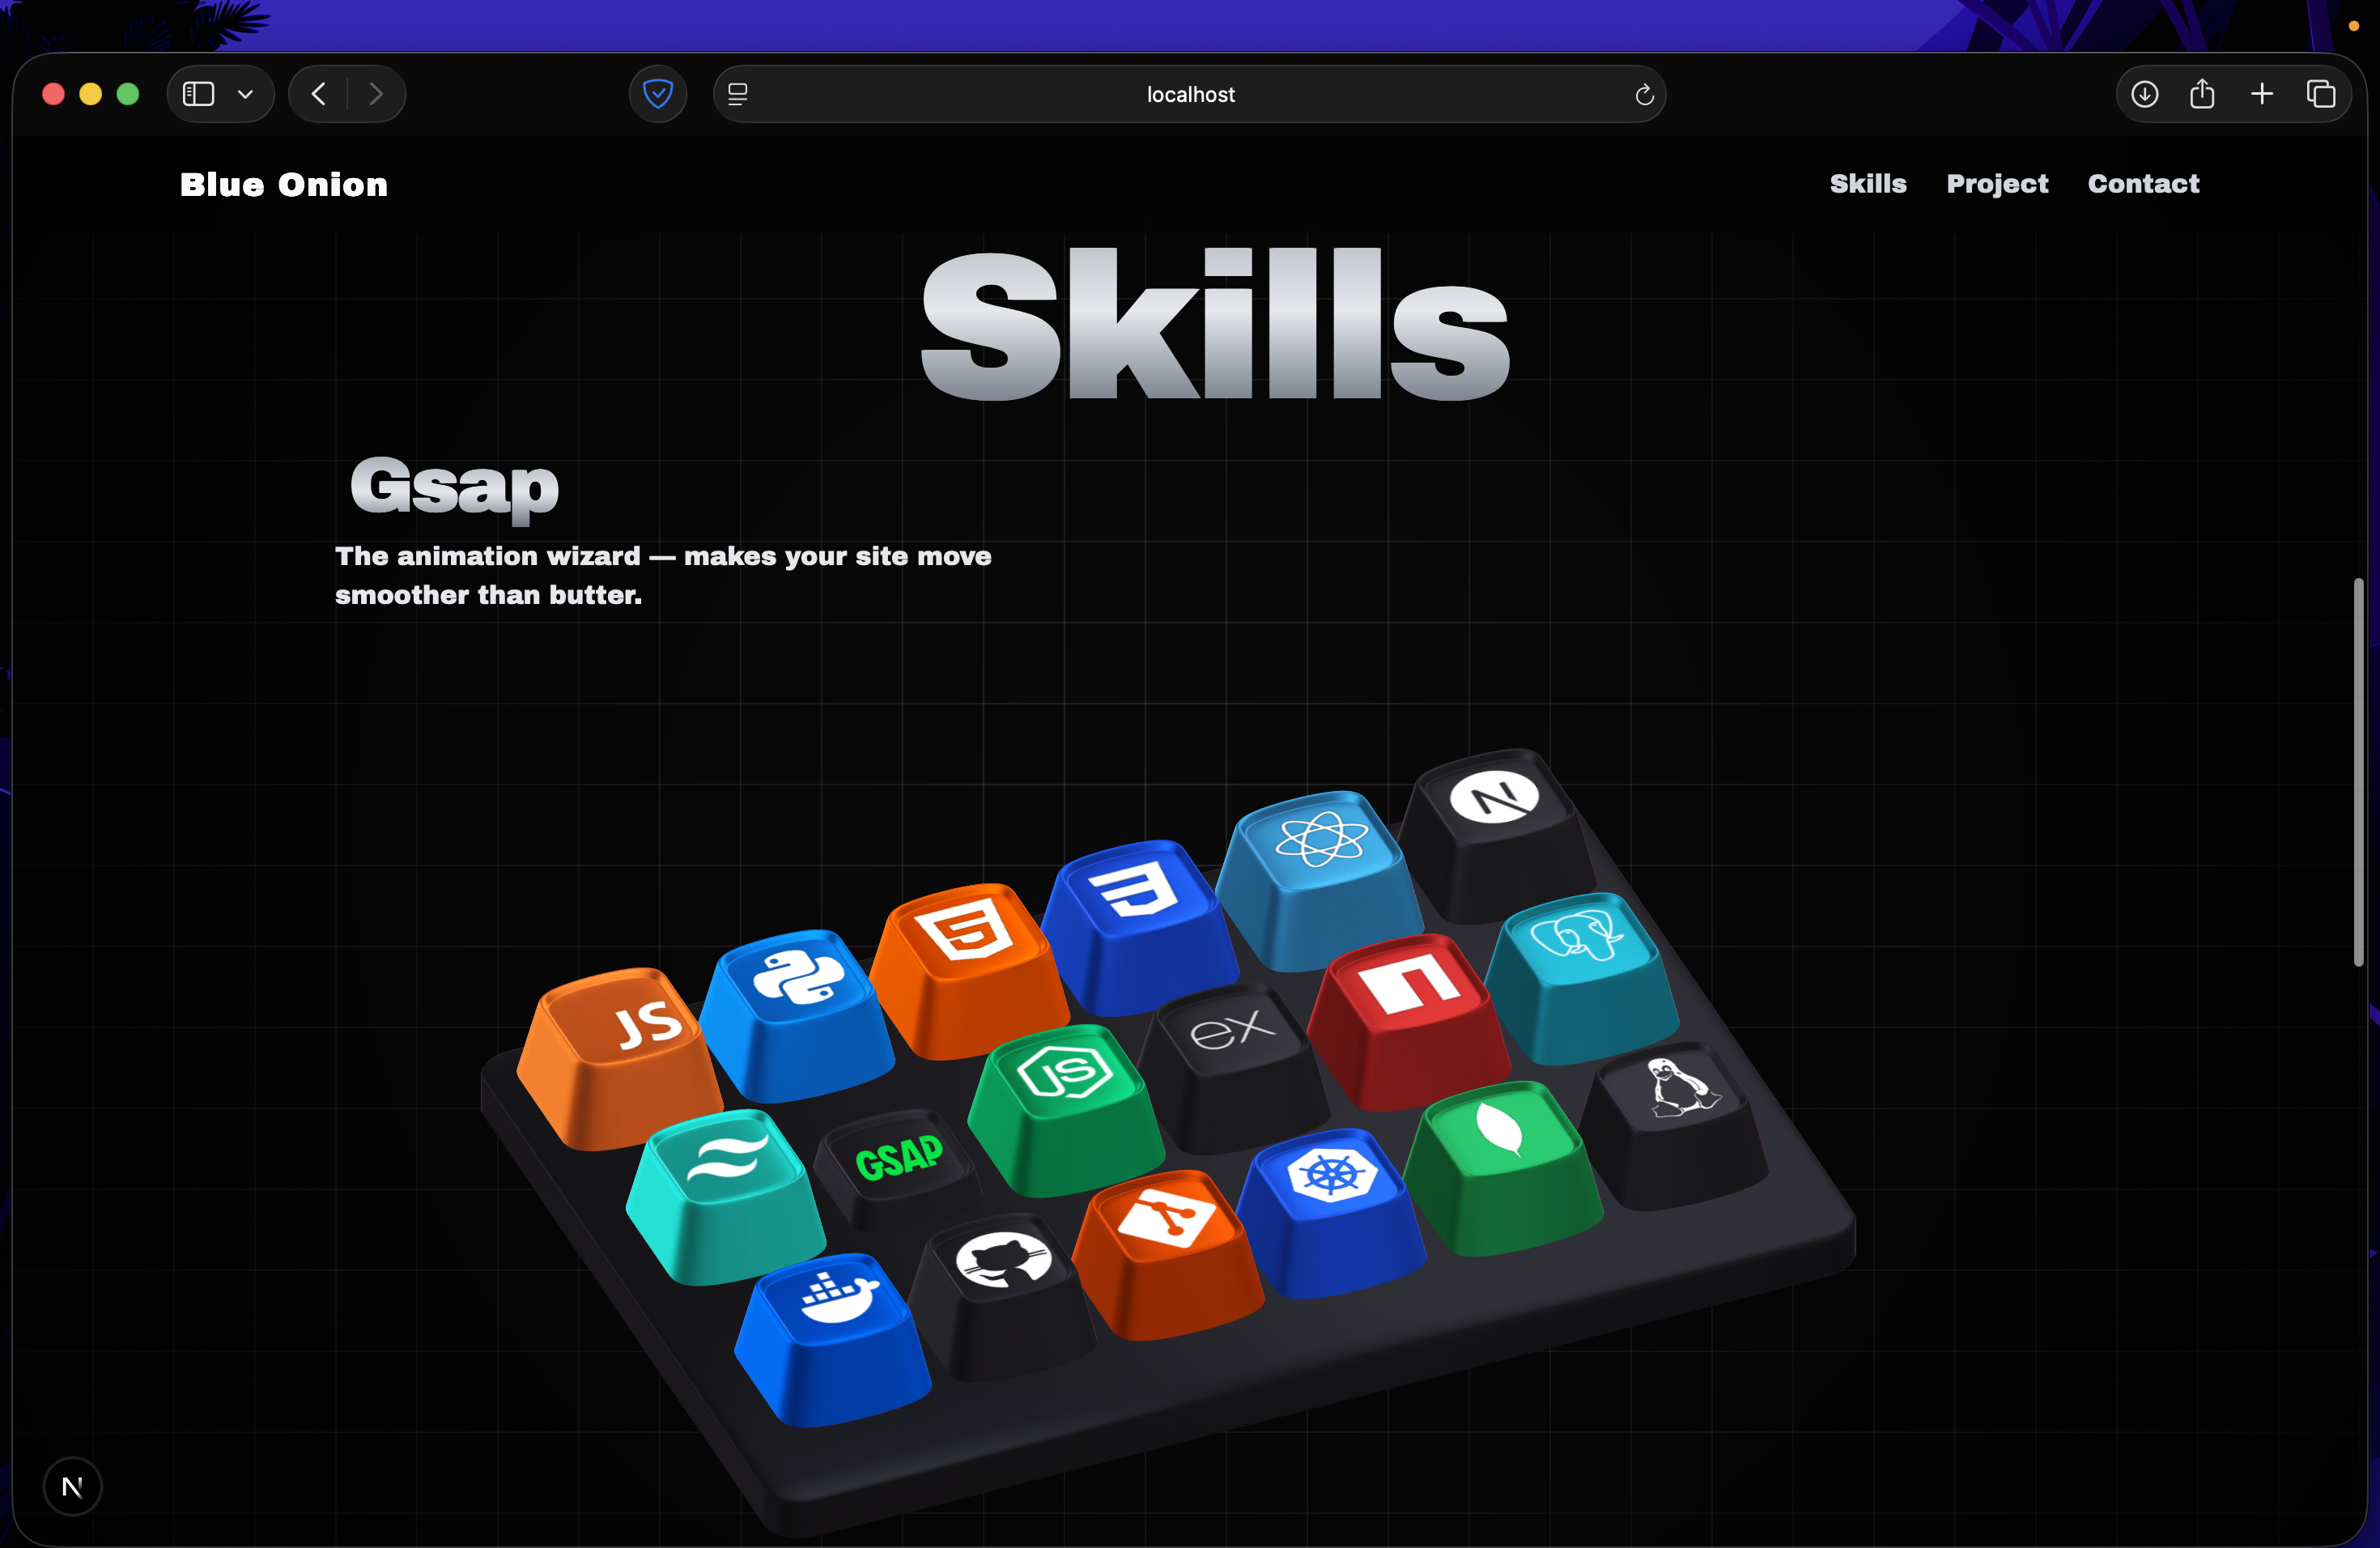 localhost
Blue Onion
Skills
Project
Contact
Skills
Gsap
The animation wizard — makes your site move
smoother than butter.
N
JS
ex
JS
GSAP
N